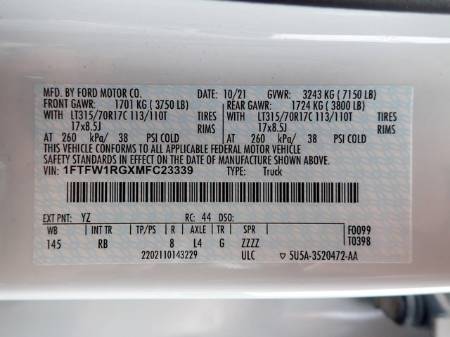 MFD. BY FORD MOTOR CO. 10/21 GVWR: 3243 KG ( 7150 LB)
FRONT GAWR: 1701 KG ( 3750 LB) REAR GAWR: 1724 KG ( 3800 LB)
WITH LT315/70R17C 113/110T TIRES WITH LT315/70R17C 113/110T TIRES
17x8.5J RIMS 17x8.5J RIMS
AT 260 kPa/ 38 PSI COLD AT 260 kPa/ 38 PSI COLD
THIS VEHICLE CONFORMS TO ALL APPLICABLE FEDERAL MOTOR VEHICLE
SAFETY AND THEFT PREVENTION STANDARDS IN EFFECT ON THE DATE OF MANUFACTURE SHOWN ABOVE.
VIN: 1FTFW1RGXMFC23339 TYPE: Truck
EXT PNT: YZ RC: 44 DSO: F0099
WB INT TR TP/PS R AXLE TR SPR T0398
145 RB 8 L4 G ZZZZ
2202110143229 ULC 5U5A-3520472-AA